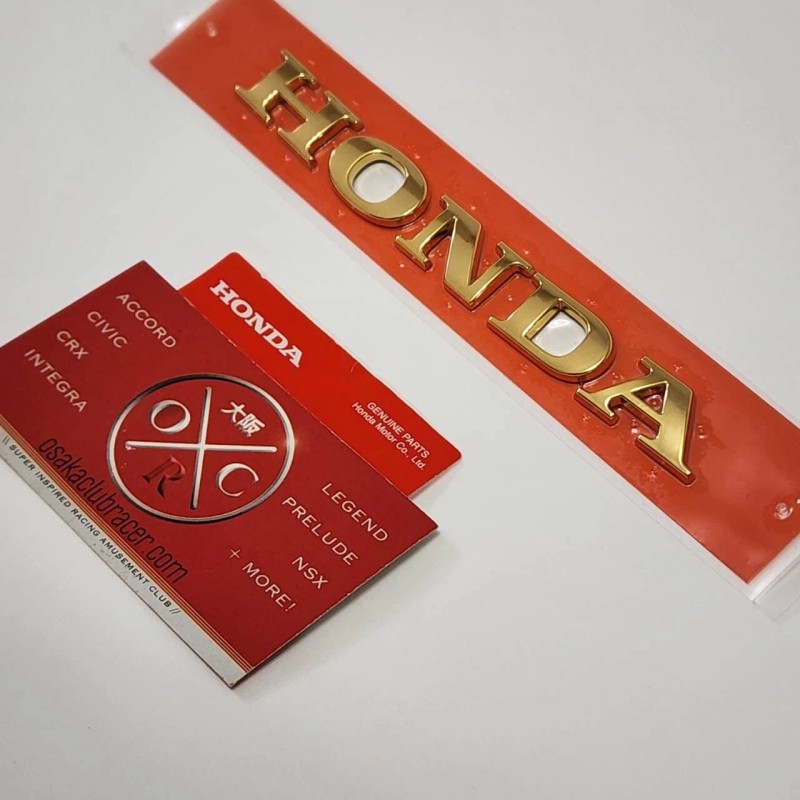 HONDA
HONDA
GENUINE PARTS
Honda Motor Co., Ltd.
ACCORD
CIVIC
CRX
INTEGRA
O
大阪
R
C
LEGEND
PRELUDE
NSX
+ MORE!
osakaclubracer.com
\\ SUPER INSPIRED RACING AMUSEMENT CLUB //